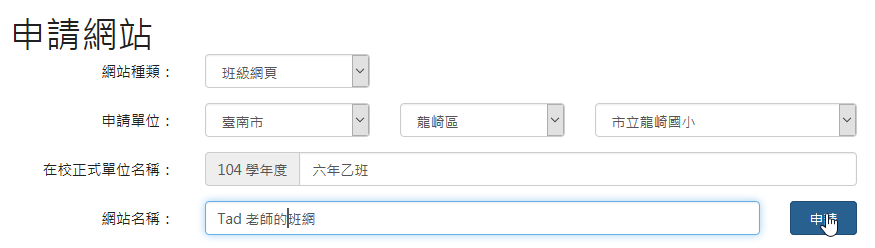 申請網站
網站種類： 班級網頁
申請單位： 臺南市 龍崎區 市立龍崎國小
在校正式單位名稱： 104 學年度 六年乙班
網站名稱： Tad 老師的班網 申請